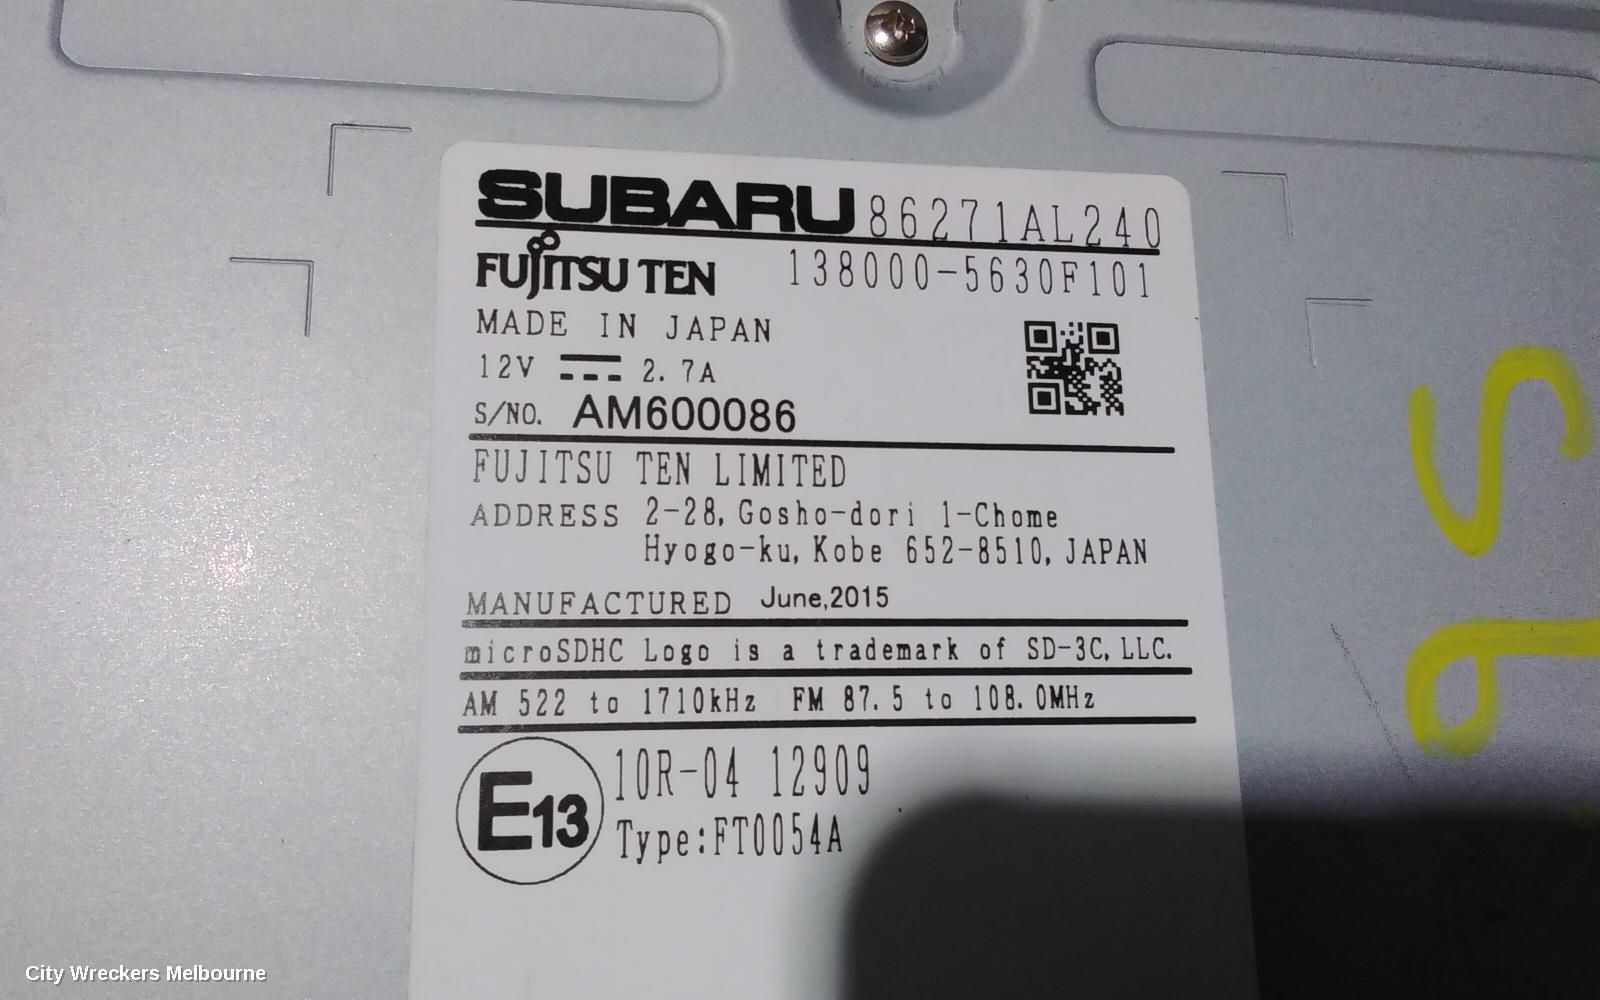 SUBARU 86271AL240
FUJITSU TEN 138000-5630F101
MADE IN JAPAN
12V 2.7A
S/NO. AM600086
FUJITSU TEN LIMITED
ADDRESS 2-28, Gosho-dori 1-Chome
Hyogo-ku, Kobe 652-8510, JAPAN
MANUFACTURED June,2015
microSDHC Logo is a trademark of SD-3C, LLC.
AM 522 to 1710kHz FM 87.5 to 108.0MHz
E13 10R-04 12909
Type:FT0054A
City Wreckers Melbourne